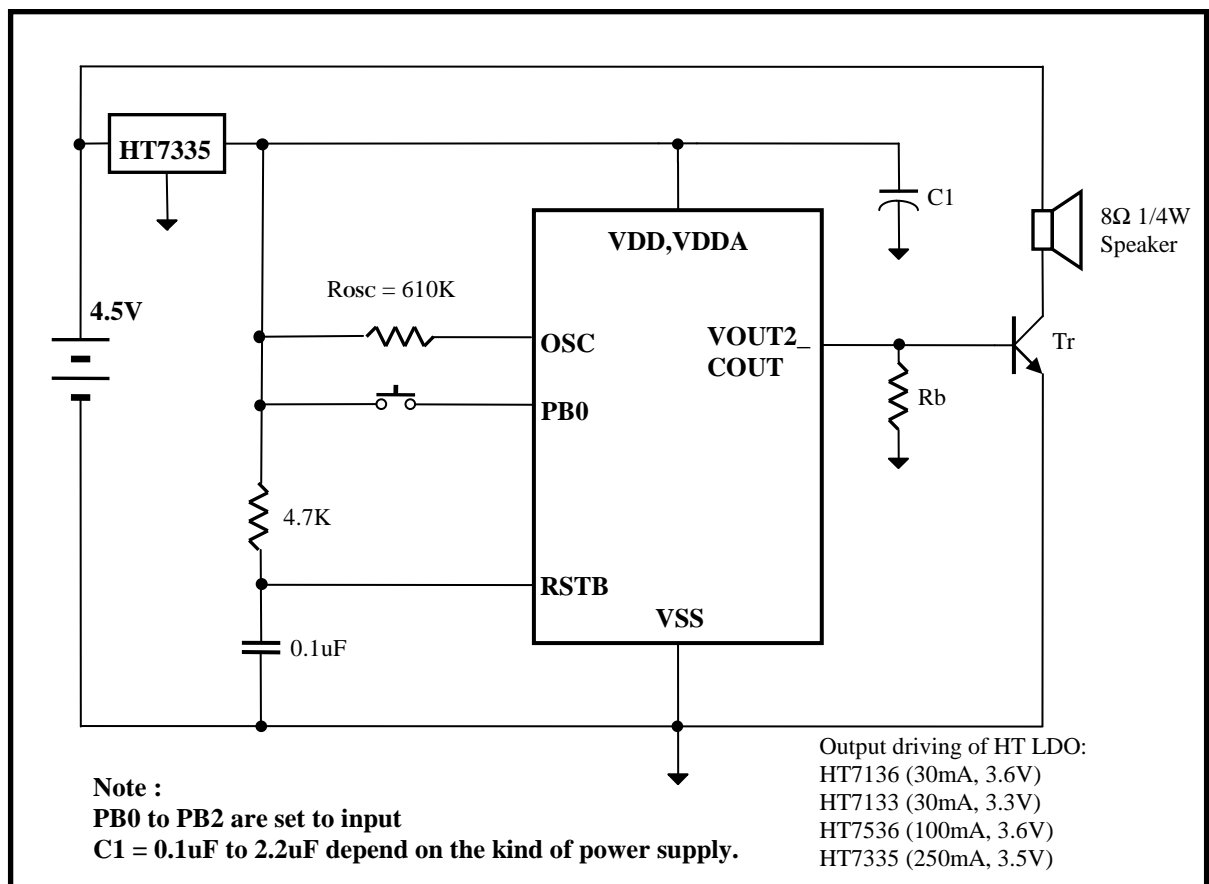 HT7335
C1
8Ω 1/4W
Speaker
VDD,VDDA
Rosc = 610K
4.5V
OSC
VOUT2_
COUT
Tr
PB0
Rb
4.7K
RSTB
VSS
0.1uF
Output driving of HT LDO:
HT7136 (30mA, 3.6V)
HT7133 (30mA, 3.3V)
HT7536 (100mA, 3.6V)
HT7335 (250mA, 3.5V)
Note :
PB0 to PB2 are set to input
C1 = 0.1uF to 2.2uF depend on the kind of power supply.